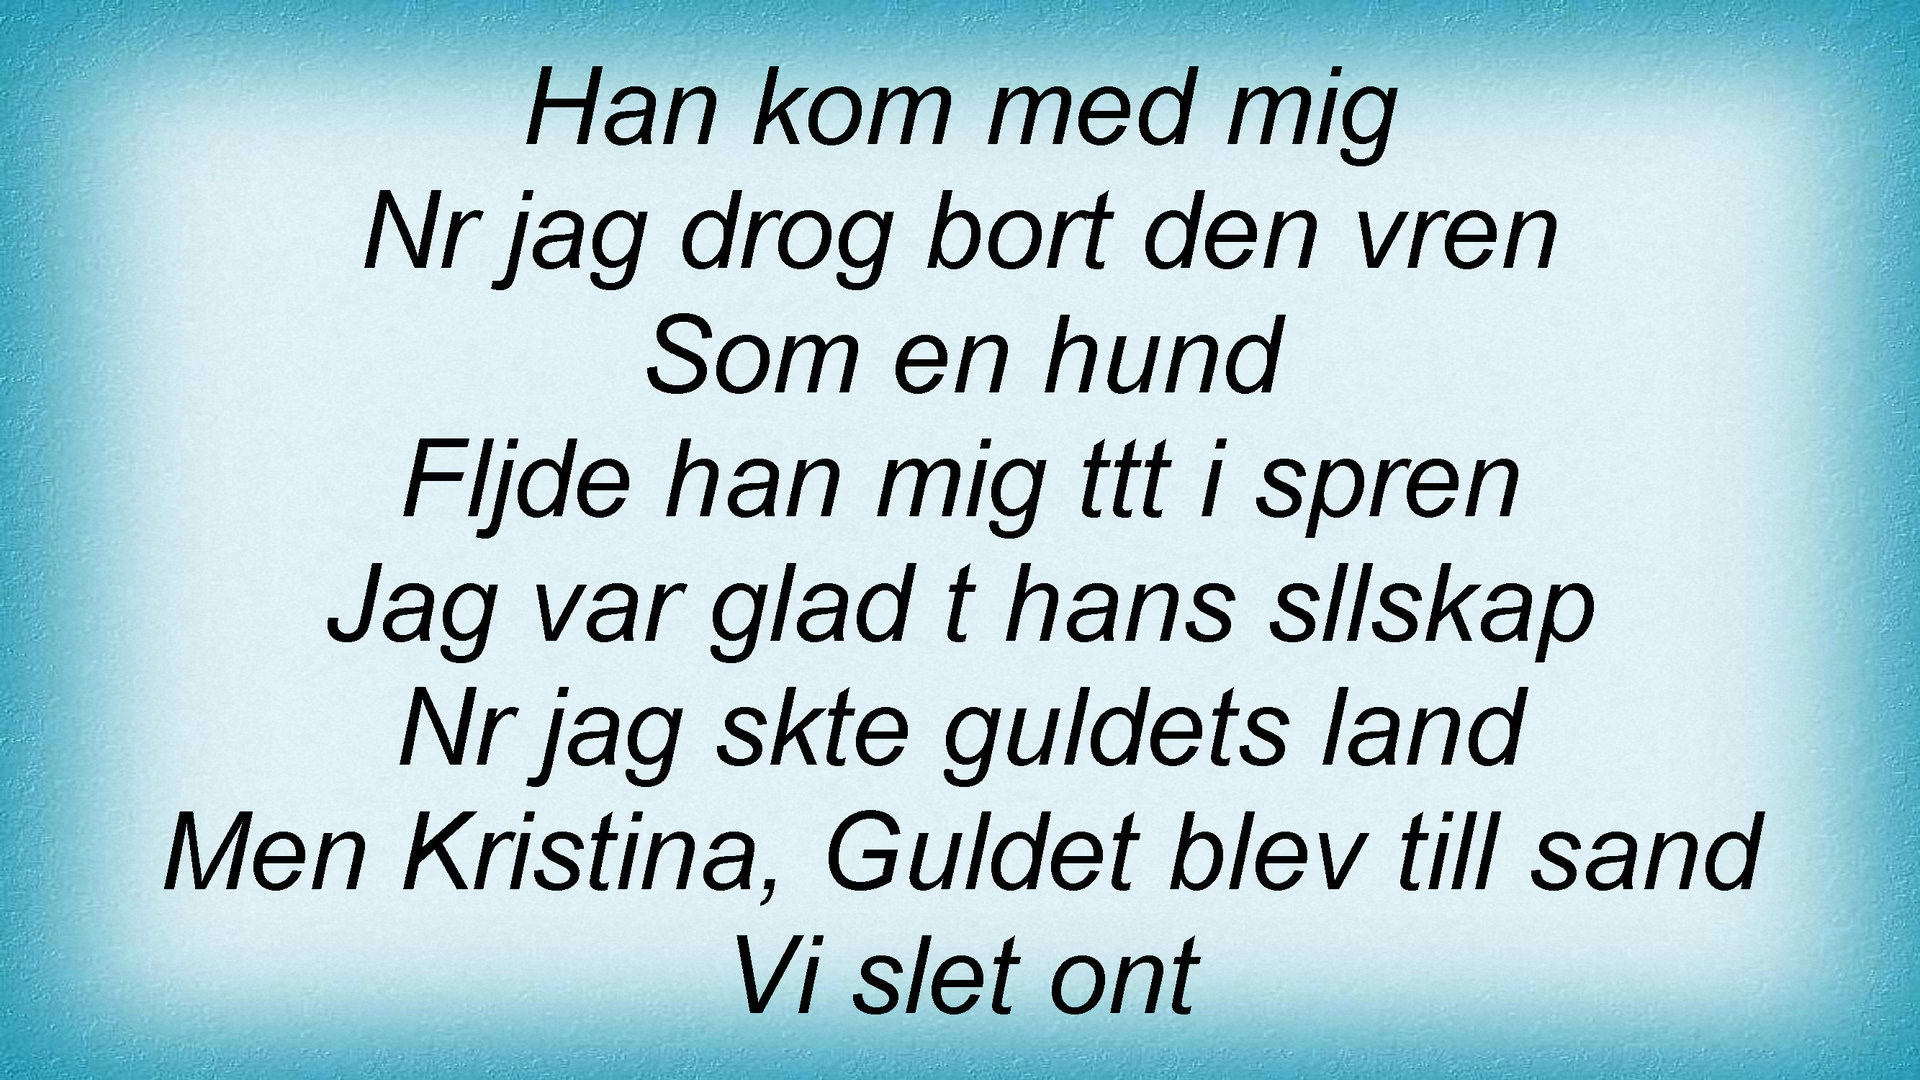 Han kom med mig
Nr jag drog bort den vren
Som en hund
Fljde han mig ttt i spren
Jag var glad t hans sllskap
Nr jag skte guldets land
Men Kristina, Guldet blev till sand
Vi slet ont